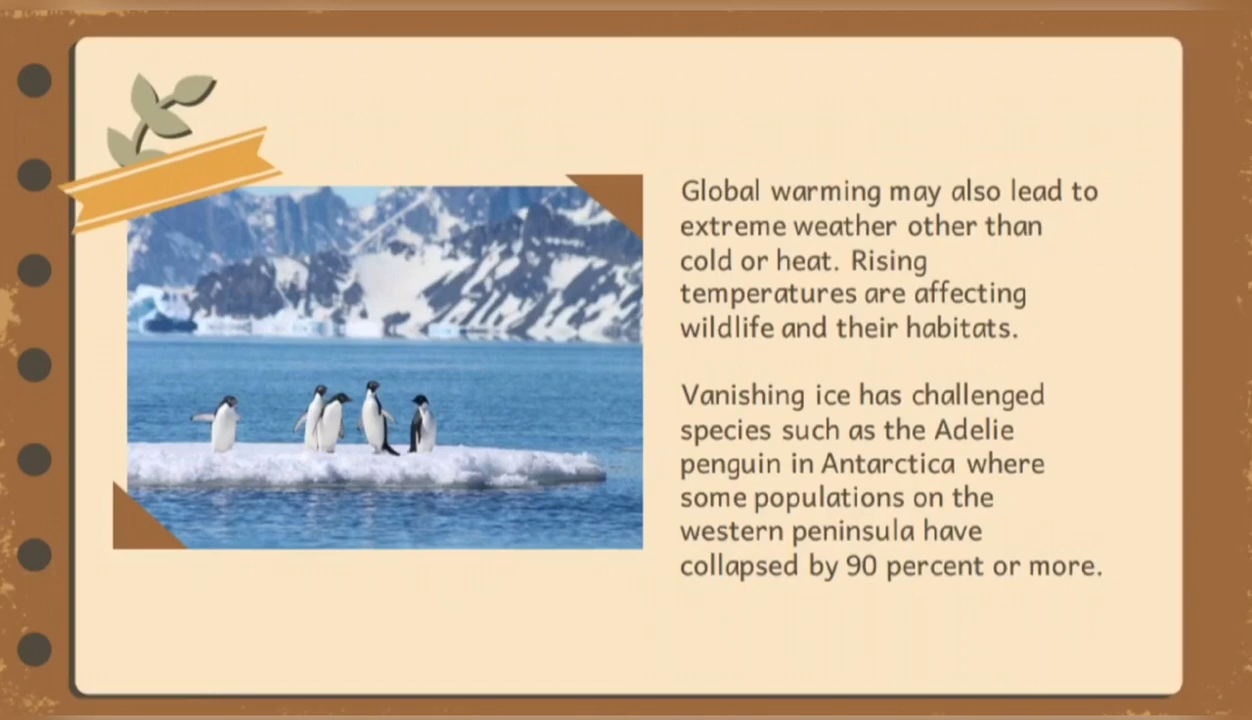 Global warming may also lead to
extreme weather other than
cold or heat. Rising
temperatures are affecting
wildlife and their habitats.
Vanishing ice has challenged
species such as the Adelie
penguin in Antarctica where
some populations on the
western peninsula have
collapsed by 90 percent or more.